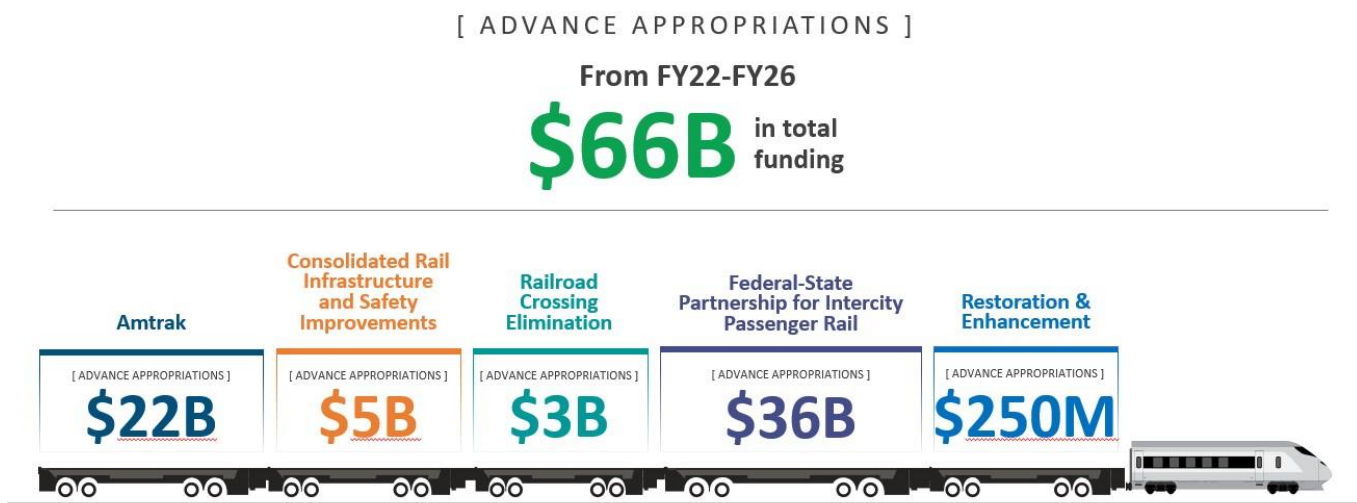 [ ADVANCE APPROPRIATIONS ]
From FY22-FY26
$66B
in total
funding
Amtrak
[ ADVANCE APPROPRIATIONS ]
$22B
Consolidated Rail
Infrastructure
and Safety
Improvements
[ ADVANCE APPROPRIATIONS ]
$5B
Railroad
Crossing
Elimination
[ ADVANCE APPROPRIATIONS ]
$3B
Federal-State
Partnership for Intercity
Passenger Rail
[ ADVANCE APPROPRIATIONS ]
$36B
Restoration &
Enhancement
[ ADVANCE APPROPRIATIONS ]
$250M